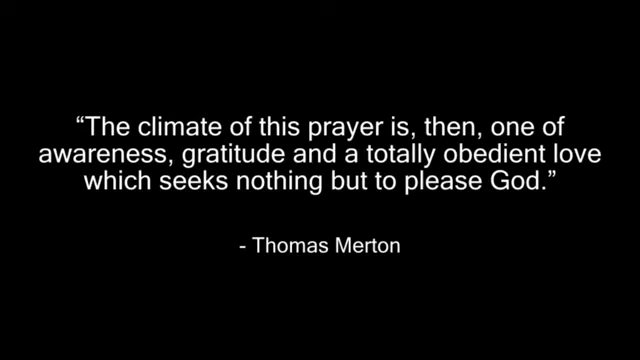 “The climate of this prayer is, then, one of
awareness, gratitude and a totally obedient love
which seeks nothing but to please God.”
- Thomas Merton